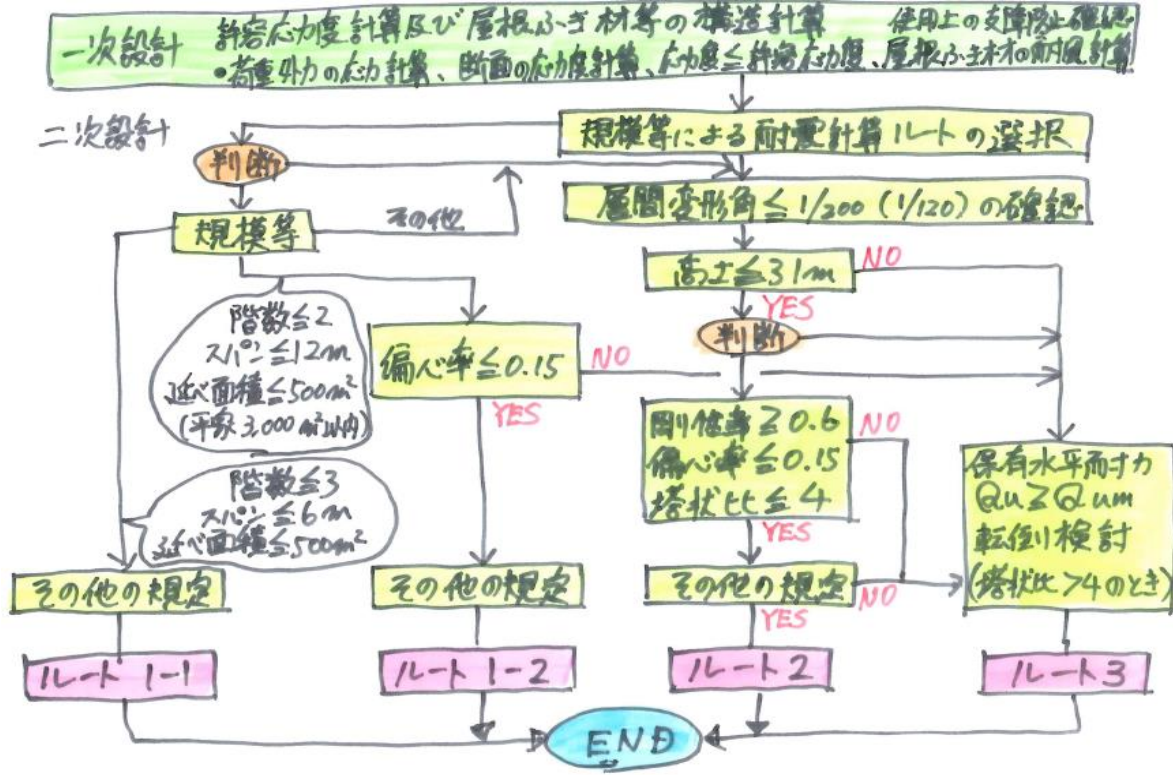 一次設計
許容応力度計算及び屋根ふき材等の構造計算 使用上の支障防止確認
•荷重外力の応力計算、断面の応力度計算、応力度≦許容応力度、屋根ふき材の耐風計算
二次設計
規模等による耐震計算ルートの選択
判断
層間変形角≦1/200(1/120)の確認
規模等
その他
高さ≦31m
NO
YES
判断
階数≦2
スパン≦12m
延べ面積≦500m²
(平家3,000m²以内)
偏心率≦0.15
NO
YES
剛性率≧0.6
偏心率≦0.15
塔状比≦4
NO
YES
保有水平耐力
Qu≧Qum
転倒検討
(塔状比>4のとき)
階数≦3
スパン≦6m
延べ面積≦500m²
その他の規定
その他の規定
その他の規定
NO
YES
ルート1-1
ルート1-2
ルート2
ルート3
END